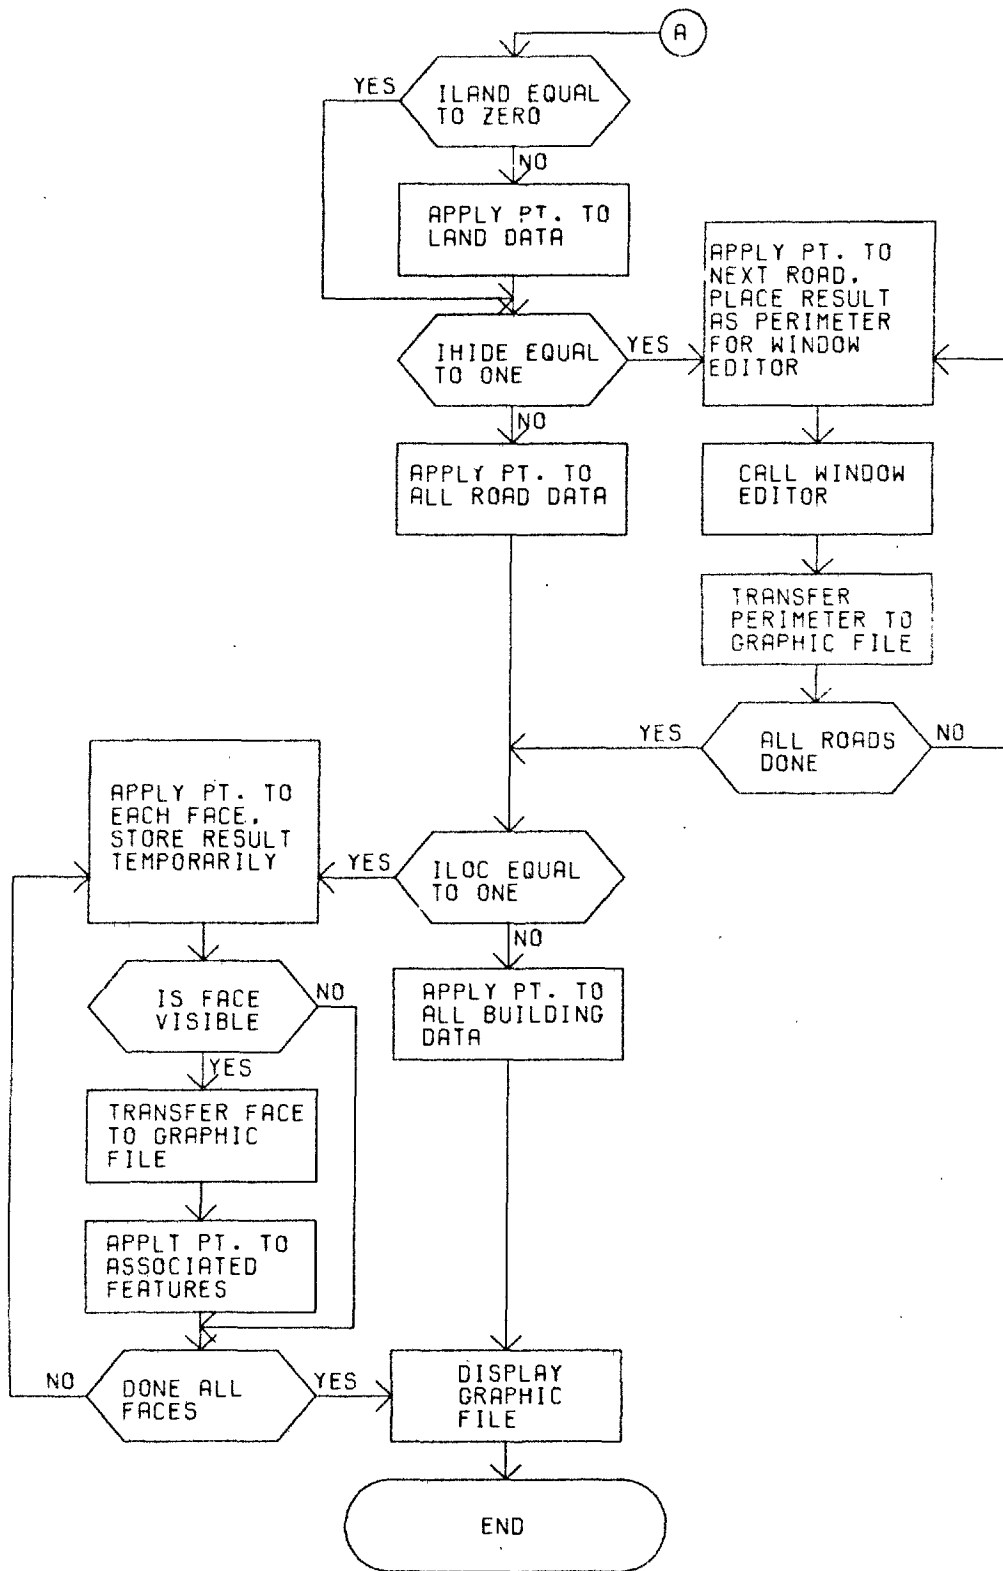 A
YES
ILAND EQUAL
TO ZERO
NO
APPLY PT. TO
LAND DATA
APPLY PT. TO
NEXT ROAD.
PLACE RESULT
AS PERIMETER
FOR WINDOW
EDITOR
IHIDE EQUAL
TO ONE
YES
NO
APPLY PT. TO
ALL ROAD DATA
CALL WINDOW
EDITOR
TRANSFER
PERIMETER TO
GRAPHIC FILE
YES
ALL ROADS
DONE
NO
APPLY PT. TO
EACH FACE.
STORE RESULT
TEMPORARILY
YES
ILOC EQUAL
TO ONE
NO
IS FACE
VISIBLE
NO
APPLY PT. TO
ALL BUILDING
DATA
YES
TRANSFER FACE
TO GRAPHIC
FILE
APPLT PT. TO
ASSOCIATED
FEATURES
NO
DONE ALL
FACES
YES
DISPLAY
GRAPHIC
FILE
END